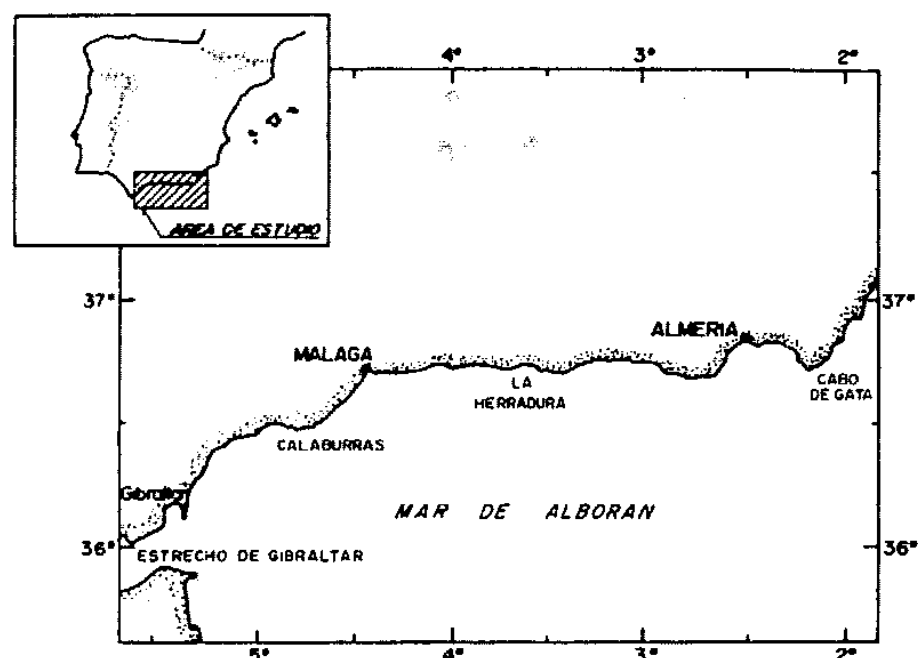 AREA DE ESTUDIO
4°
3°
2°
37°
37°
MALAGA
ALMERIA
LA
HERRADURA
CABO
DE GATA
CALABURRAS
Gibraltar
MAR DE ALBORAN
36°
36°
ESTRECHO DE GIBRALTAR
5°
4°
3°
2°